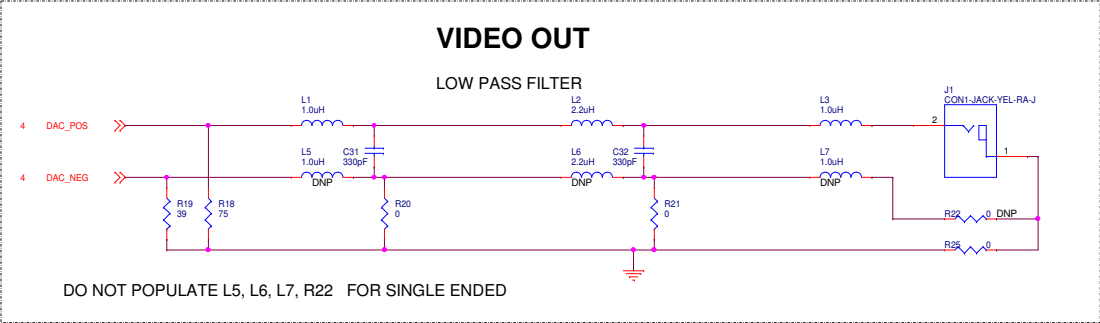 VIDEO OUT
LOW PASS FILTER
J1
CON1-JACK-YEL-RA-J
L1
1.0uH
L2
2.2uH
L3
1.0uH
4 DAC_POS
2
L5
1.0uH
DNP
C31
330pF
L6
2.2uH
DNP
C32
330pF
L7
1.0uH
DNP
1
4 DAC_NEG
R19
39
R18
75
R20
0
R21
0
R22 0 DNP
R25 0
DO NOT POPULATE L5, L6, L7, R22 FOR SINGLE ENDED